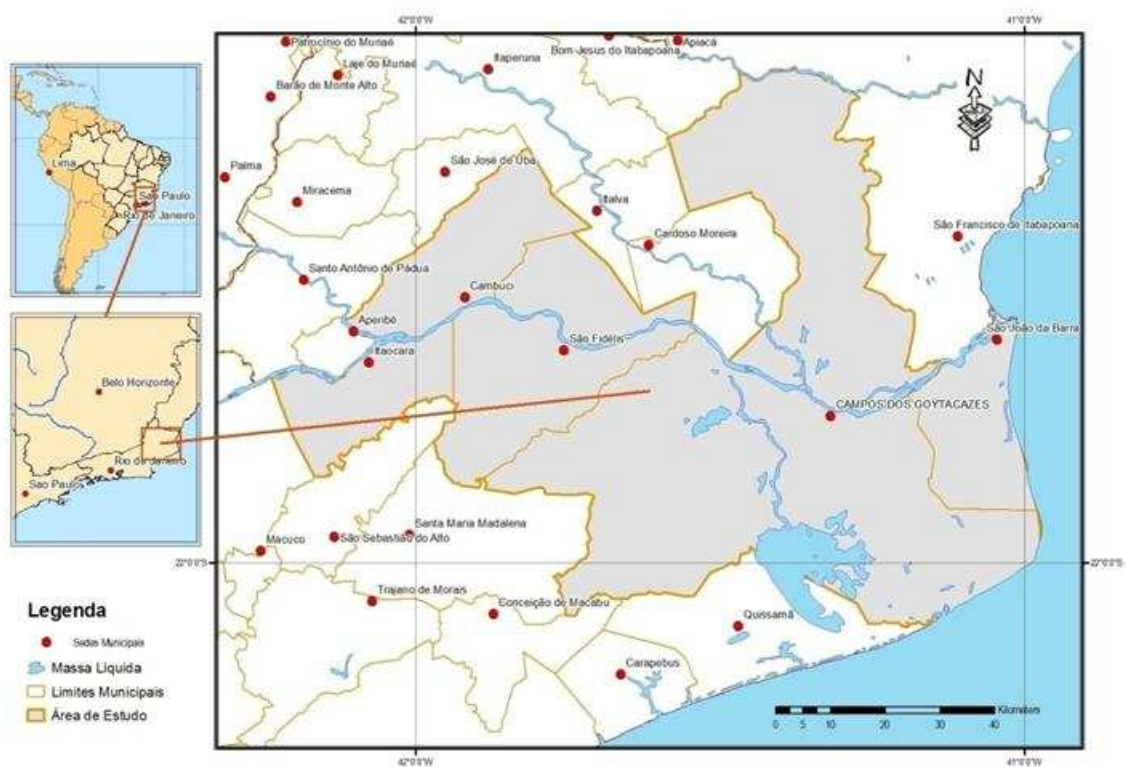 42°0'0"W
41°0'0"W
Patrocínio do Muriaé
Laje do Muriaé
Barão de Monte Alto
Itaperuna
Bom Jesus do Itabapoana
Apiacá
N
Palma
Miracema
São José de Ubá
Italva
Cardoso Moreira
São Francisco de Itabapoana
Santo Antônio de Pádua
Cambuci
Aperibé
Itaocara
São Fidélis
São João da Barra
CAMPOS DOS GOYTACAZES
Macuco
São Sebastião do Alto
Santa Maria Madalena
Trajano de Morais
Conceição de Macabu
Quissamã
Carapebus
22°0'0"S
22°0'0"S
0 5 10 20 30 40
Kilometers
42°0'0"W
41°0'0"W
Lima
São Paulo
Rio de Janeiro
Belo Horizonte
Rio de Janeiro
São Paulo
Legenda
Sedes Municipais
Massa Líquida
Limites Municipais
Área de Estudo